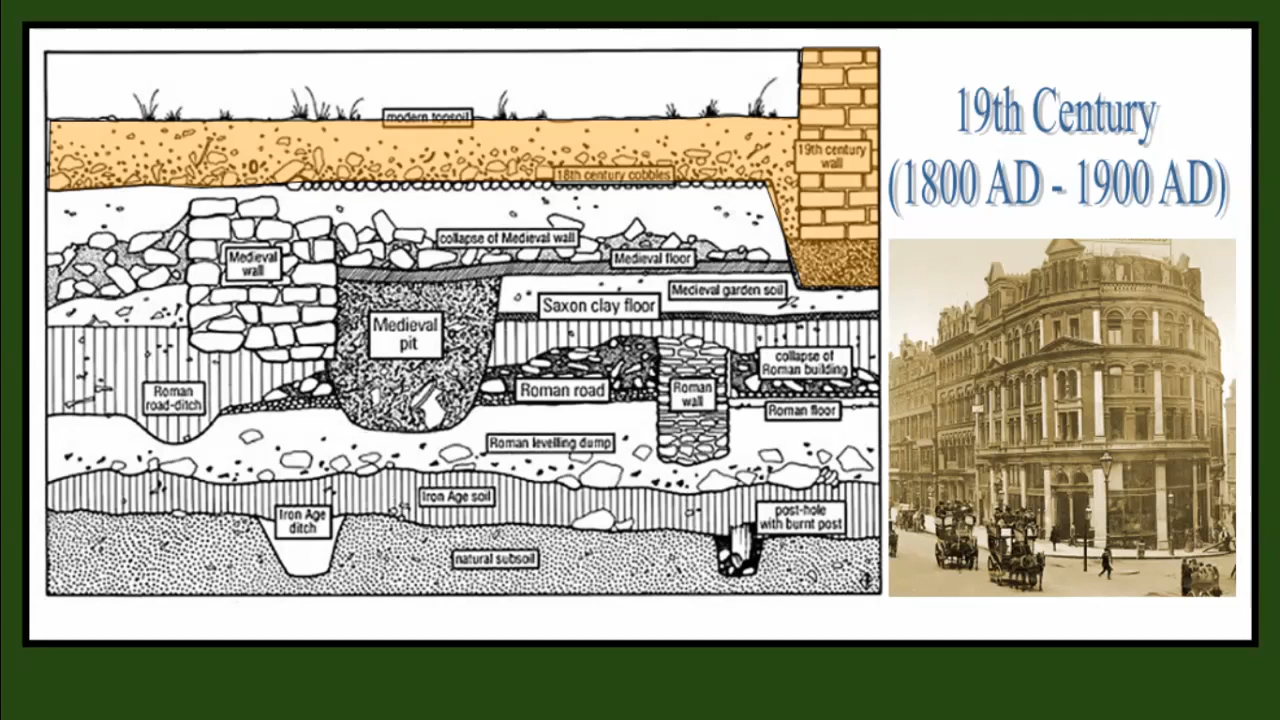 19th Century
(1800 AD - 1900 AD)
modern topsoil
19th century
wall
18th century cobbles
collapse of Medieval wall
Medieval
wall
Medieval floor
Medieval garden soil
Saxon clay floor
Medieval
pit
collapse of
Roman building
Roman
road-ditch
Roman road
Roman
wall
Roman floor
Roman levelling dump
Iron Age soil
Iron Age
ditch
post-hole
with burnt post
natural subsoil